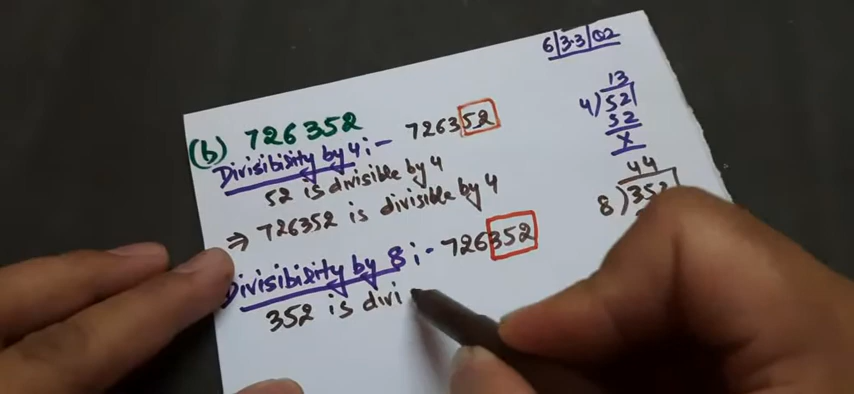 6|3.3|Q2
(b) 726352
Divisibility by 4:- 726352
52 is divisible by 4
⇒ 726352 is divisible by 4
Divisibility by 8:- 726352
352 is divi
13
4)52
52
x
44
8)352